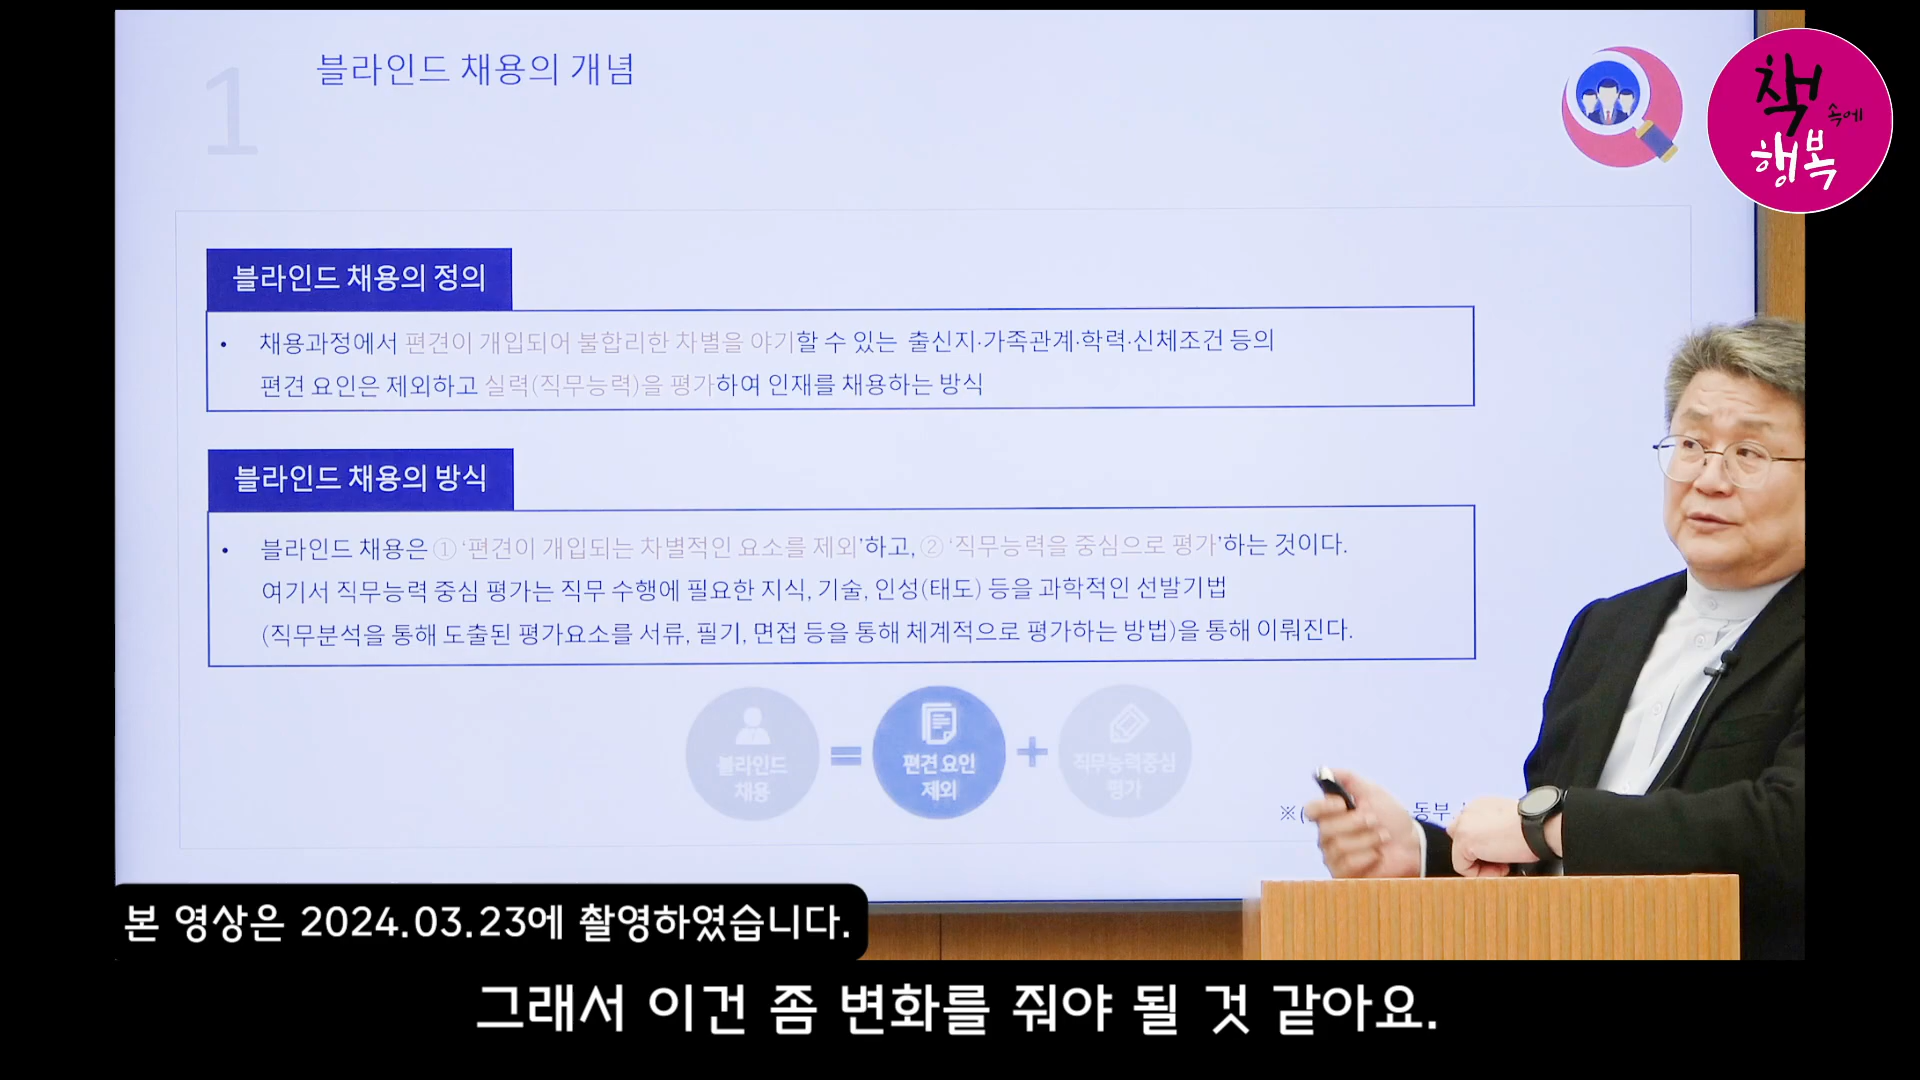 1
블라인드 채용의 개념
책
속에
행복
블라인드 채용의 정의
• 채용과정에서 편견이 개입되어 불합리한 차별을 야기할 수 있는 출신지·가족관계·학력·신체조건 등의
편견 요인은 제외하고 실력(직무능력)을 평가하여 인재를 채용하는 방식
블라인드 채용의 방식
• 블라인드 채용은 ① ‘편견이 개입되는 차별적인 요소를 제외’하고, ② ‘직무능력을 중심으로 평가’하는 것이다.
여기서 직무능력 중심 평가는 직무 수행에 필요한 지식, 기술, 인성(태도) 등을 과학적인 선발기법
(직무분석을 통해 도출된 평가요소를 서류, 필기, 면접 등을 통해 체계적으로 평가하는 방법)을 통해 이뤄진다.
블라인드
채용
=
편견 요인
제외
+
직무능력중심
평가
※( 동부
본 영상은 2024.03.23에 촬영하였습니다.
그래서 이건 좀 변화를 줘야 될 것 같아요.